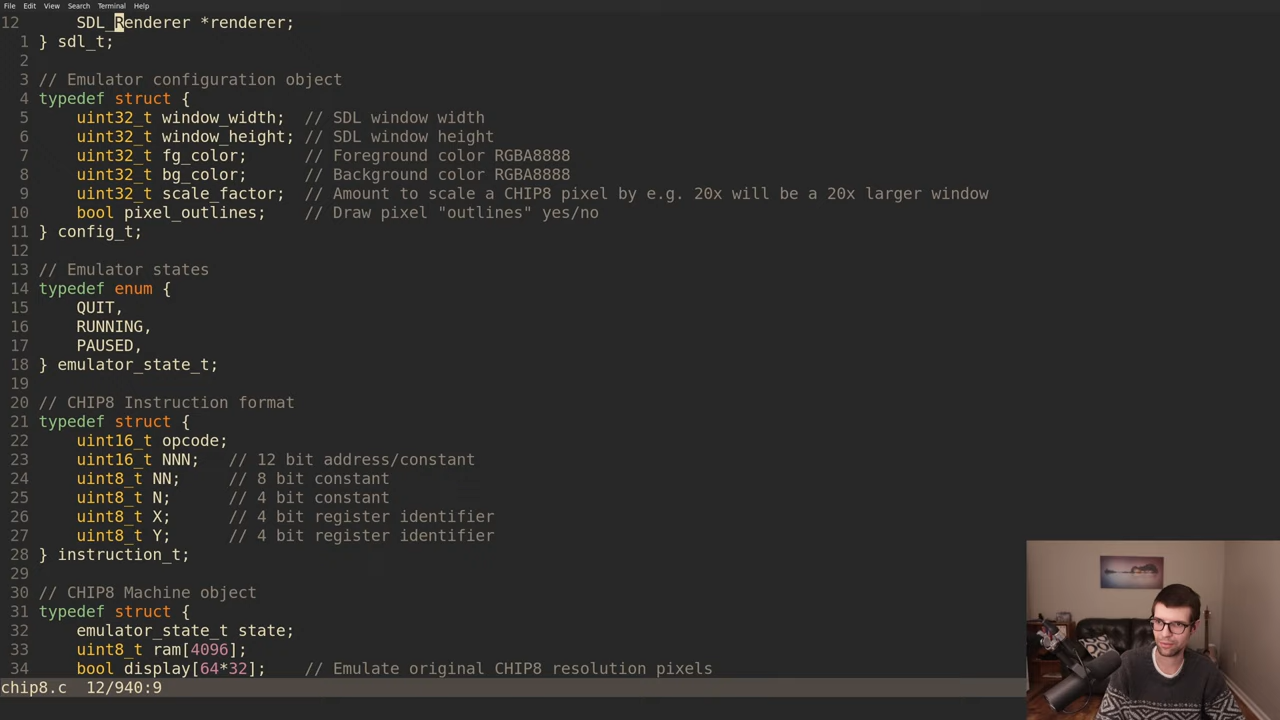 File Edit View Search Terminal Help
12 SDL_Renderer *renderer;
1 } sdl_t;
2
3 // Emulator configuration object
4 typedef struct {
5 uint32_t window_width; // SDL window width
6 uint32_t window_height; // SDL window height
7 uint32_t fg_color; // Foreground color RGBA8888
8 uint32_t bg_color; // Background color RGBA8888
9 uint32_t scale_factor; // Amount to scale a CHIP8 pixel by e.g. 20x will be a 20x larger window
10 bool pixel_outlines; // Draw pixel "outlines" yes/no
11 } config_t;
12
13 // Emulator states
14 typedef enum {
15 QUIT,
16 RUNNING,
17 PAUSED,
18 } emulator_state_t;
19
20 // CHIP8 Instruction format
21 typedef struct {
22 uint16_t opcode;
23 uint16_t NNN; // 12 bit address/constant
24 uint8_t NN; // 8 bit constant
25 uint8_t N; // 4 bit constant
26 uint8_t X; // 4 bit register identifier
27 uint8_t Y; // 4 bit register identifier
28 } instruction_t;
29
30 // CHIP8 Machine object
31 typedef struct {
32 emulator_state_t state;
33 uint8_t ram[4096];
34 bool display[64*32]; // Emulate original CHIP8 resolution pixels
chip8.c 12/940:9